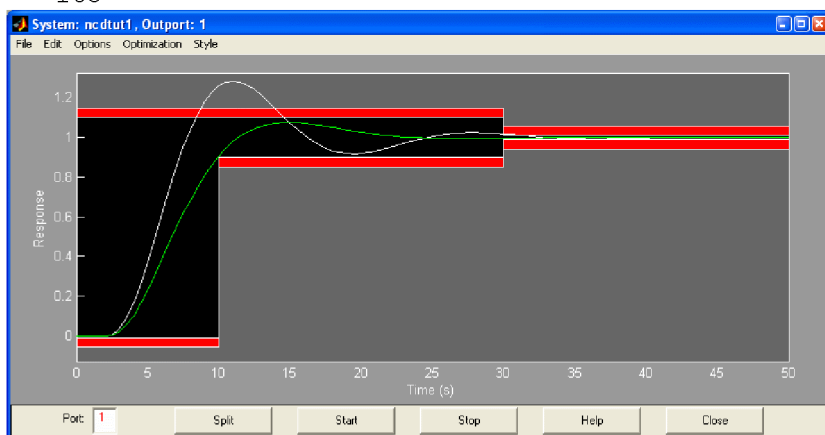 System: ncdtut1, Outport: 1
File Edit Options Optimization Style
1.2
1
0.8
0.6
0.4
0.2
0
Response
0 5 10 15 20 25 30 35 40 45 50
Time (s)
Port: 1 Split Start Stop Help Close